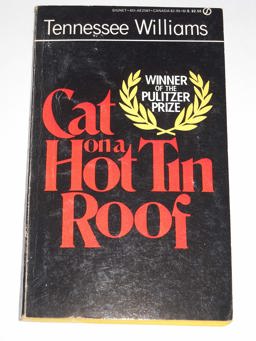 Tennessee Williams
WINNER
OF THE
PULITZER
PRIZE
Cat
on a
Hot Tin
Roof